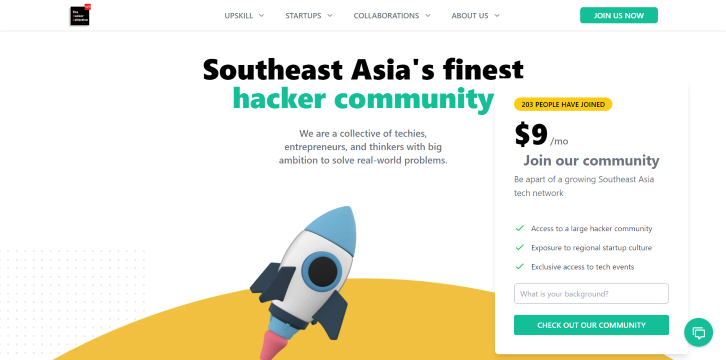 The
Hacker
Collective
UPSKILL
STARTUPS
COLLABORATIONS
ABOUT US
JOIN US NOW
Southeast Asia's finest
hacker community
We are a collective of techies,
entrepreneurs, and thinkers with big
ambition to solve real-world problems.
203 PEOPLE HAVE JOINED
$9 /mo
Join our community
Be apart of a growing Southeast Asia
tech network
Access to a large hacker community
Exposure to regional startup culture
Exclusive access to tech events
What is your background?
CHECK OUT OUR COMMUNITY